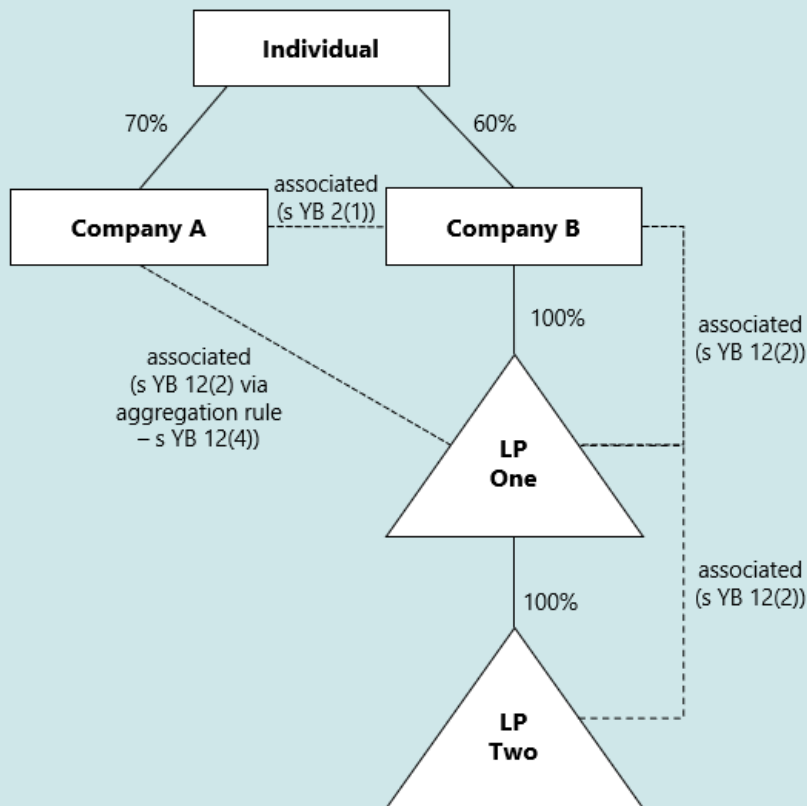 Individual
70%
60%
associated
(s YB 2(1))
Company A
Company B
100%
associated
(s YB 12(2))
associated
(s YB 12(2) via
aggregation rule
– s YB 12(4))
LP
One
associated
(s YB 12(2))
100%
LP
Two